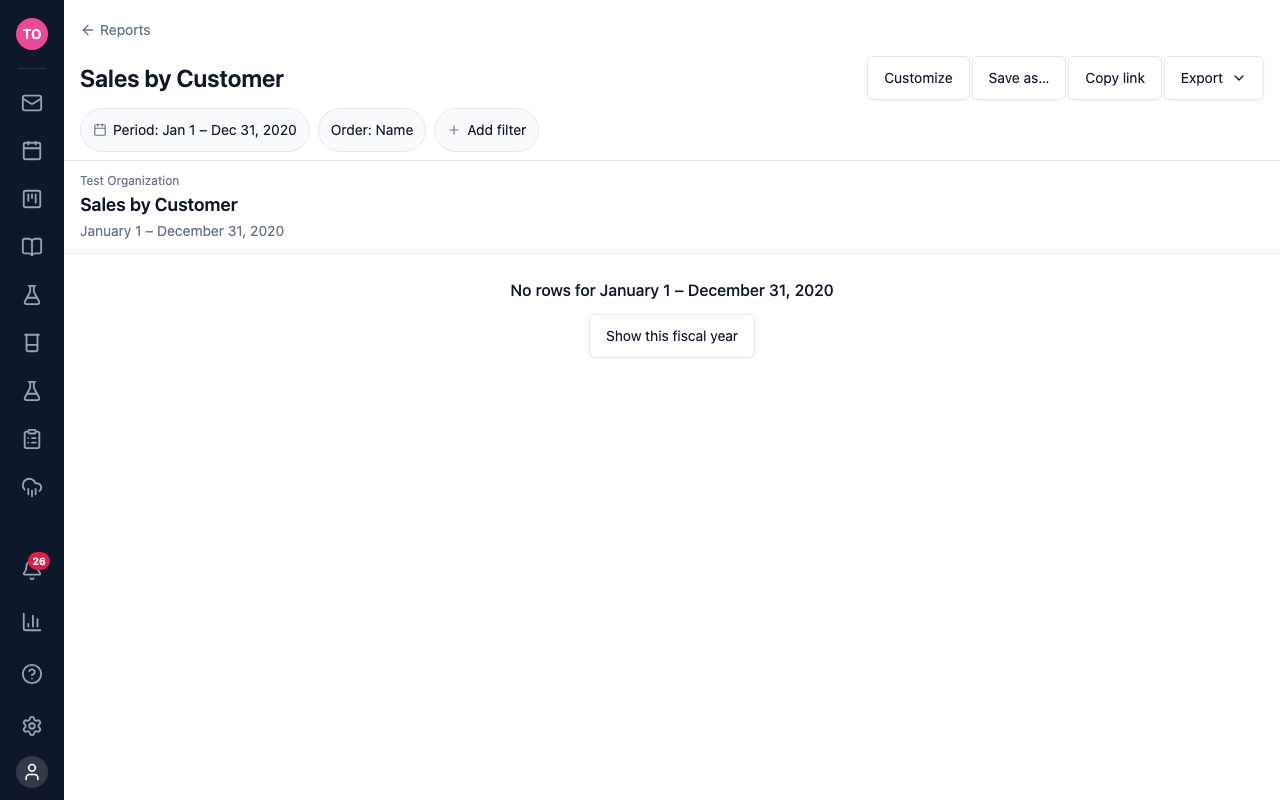 TO
Reports
Sales by Customer
Customize
Save as...
Copy link
Export
Period: Jan 1 – Dec 31, 2020
Order: Name
Add filter
Test Organization
Sales by Customer
January 1 – December 31, 2020
No rows for January 1 – December 31, 2020
Show this fiscal year
26